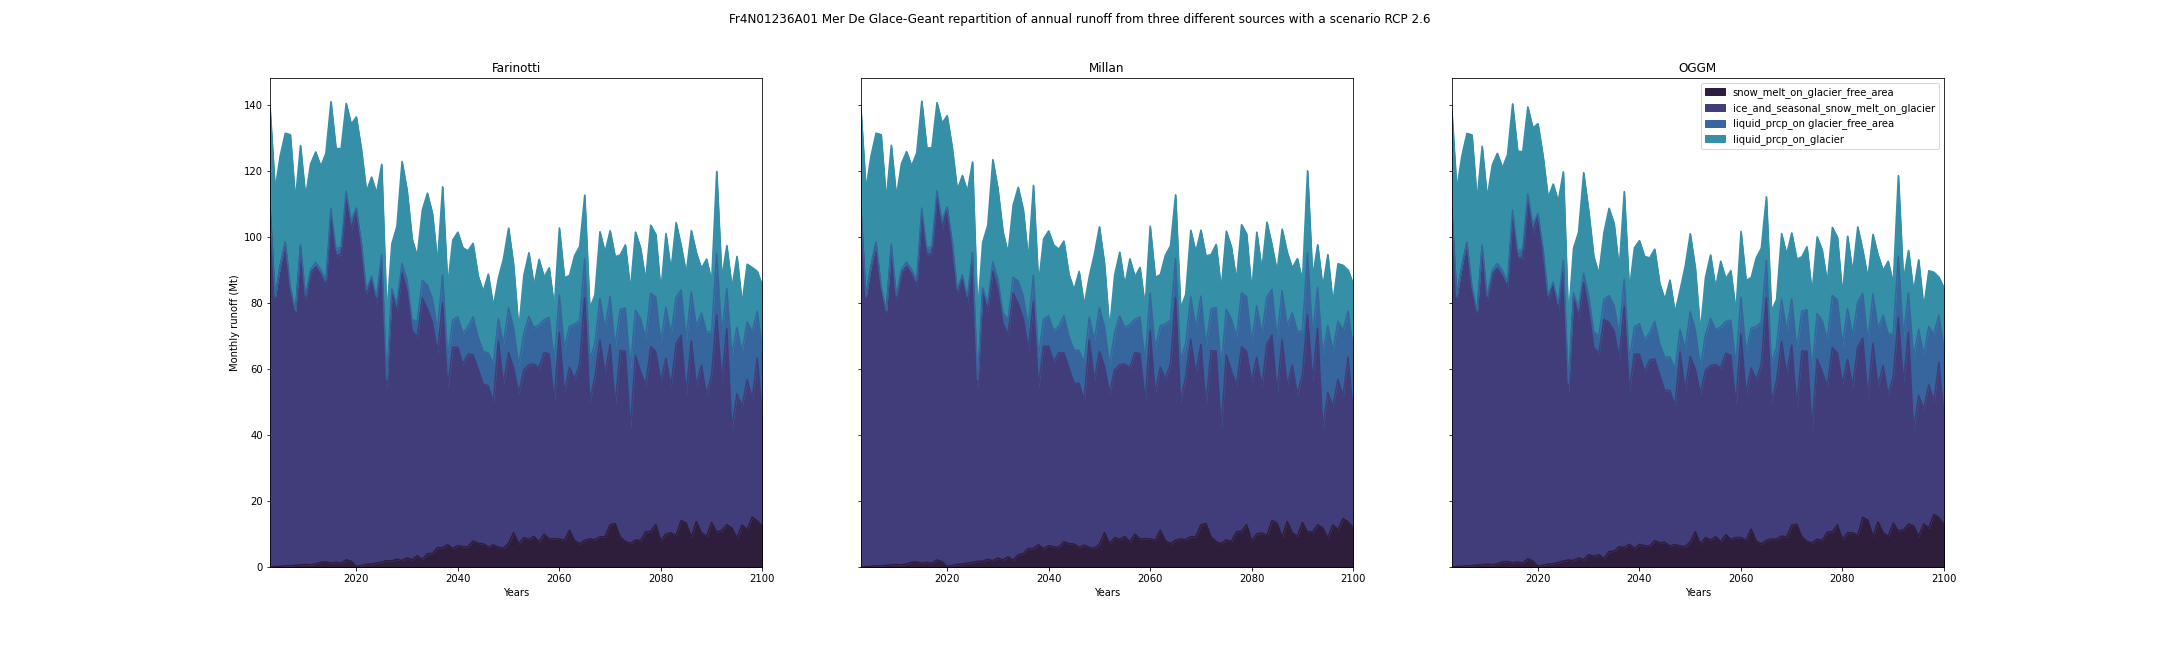 Fr4N01236A01 Mer De Glace-Geant repartition of annual runoff from three different sources with a scenario RCP 2.6
Farinotti
Millan
OGGM
snow_melt_on_glacier_free_area
ice_and_seasonal_snow_melt_on_glacier
liquid_prcp_on glacier_free_area
liquid_prcp_on_glacier
Monthly runoff (Mt)
140
120
100
80
60
40
20
0
2020 2040 2060 2080 2100
2020 2040 2060 2080 2100
2020 2040 2060 2080 2100
Years
Years
Years